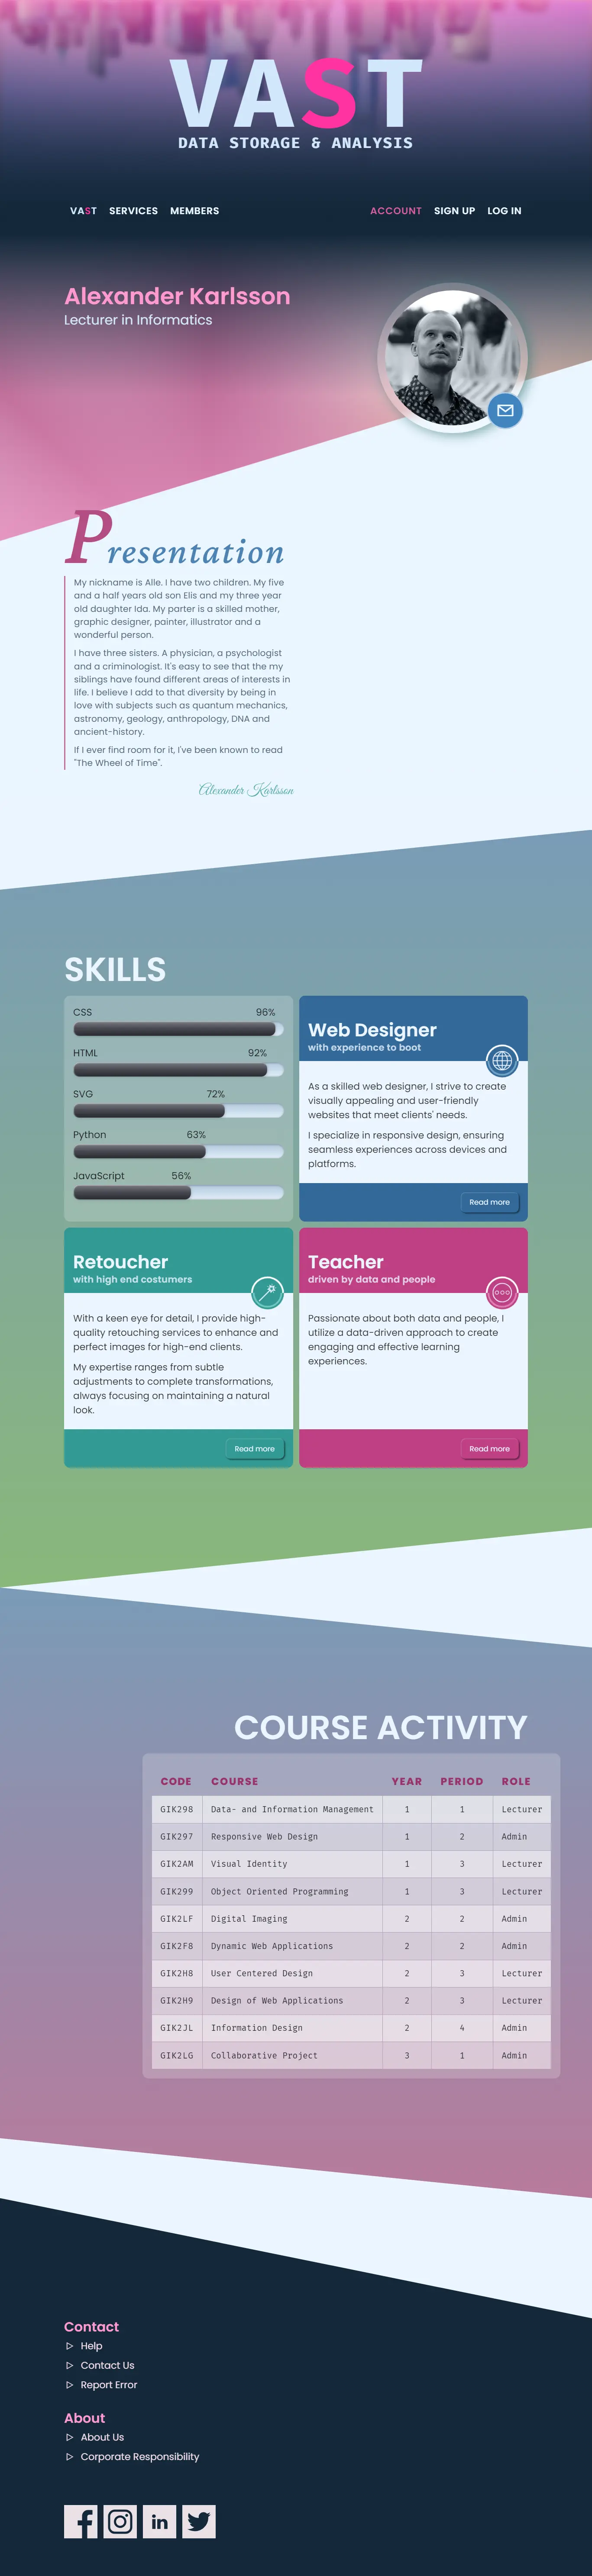 VAST
DATA STORAGE & ANALYSIS
VAST SERVICES MEMBERS ACCOUNT SIGN UP LOG IN
Alexander Karlsson
Lecturer in Informatics
Presentation
My nickname is Alle. I have two children. My five
and a half years old son Elis and my three year
old daughter Ida. My parter is a skilled mother,
graphic designer, painter, illustrator and a
wonderful person.
I have three sisters. A physician, a psychologist
and a criminologist. It's easy to see that the my
siblings have found different areas of interests in
life. I believe I add to that diversity by being in
love with subjects such as quantum mechanics,
astronomy, geology, anthropology, DNA and
ancient-history.
If I ever find room for it, I've been known to read
"The Wheel of Time".
Alexander Karlsson
SKILLS
CSS 96%
HTML 92%
SVG 72%
Python 63%
JavaScript 56%
Web Designer
with experience to boot
As a skilled web designer, I strive to create
visually appealing and user-friendly
websites that meet clients' needs.
I specialize in responsive design, ensuring
seamless experiences across devices and
platforms.
Read more
Retoucher
with high end costumers
With a keen eye for detail, I provide high-
quality retouching services to enhance and
perfect images for high-end clients.
My expertise ranges from subtle
adjustments to complete transformations,
always focusing on maintaining a natural
look.
Read more
Teacher
driven by data and people
Passionate about both data and people, I
utilize a data-driven approach to create
engaging and effective learning
experiences.
Read more
COURSE ACTIVITY
CODE COURSE YEAR PERIOD ROLE
GIK298 Data- and Information Management 1 1 Lecturer
GIK297 Responsive Web Design 1 2 Admin
GIK2AM Visual Identity 1 3 Lecturer
GIK299 Object Oriented Programming 1 3 Lecturer
GIK2LF Digital Imaging 2 2 Admin
GIK2F8 Dynamic Web Applications 2 2 Admin
GIK2H8 User Centered Design 2 3 Lecturer
GIK2H9 Design of Web Applications 2 3 Lecturer
GIK2JL Information Design 2 4 Admin
GIK2LG Collaborative Project 3 1 Admin
Contact
Help
Contact Us
Report Error
About
About Us
Corporate Responsibility